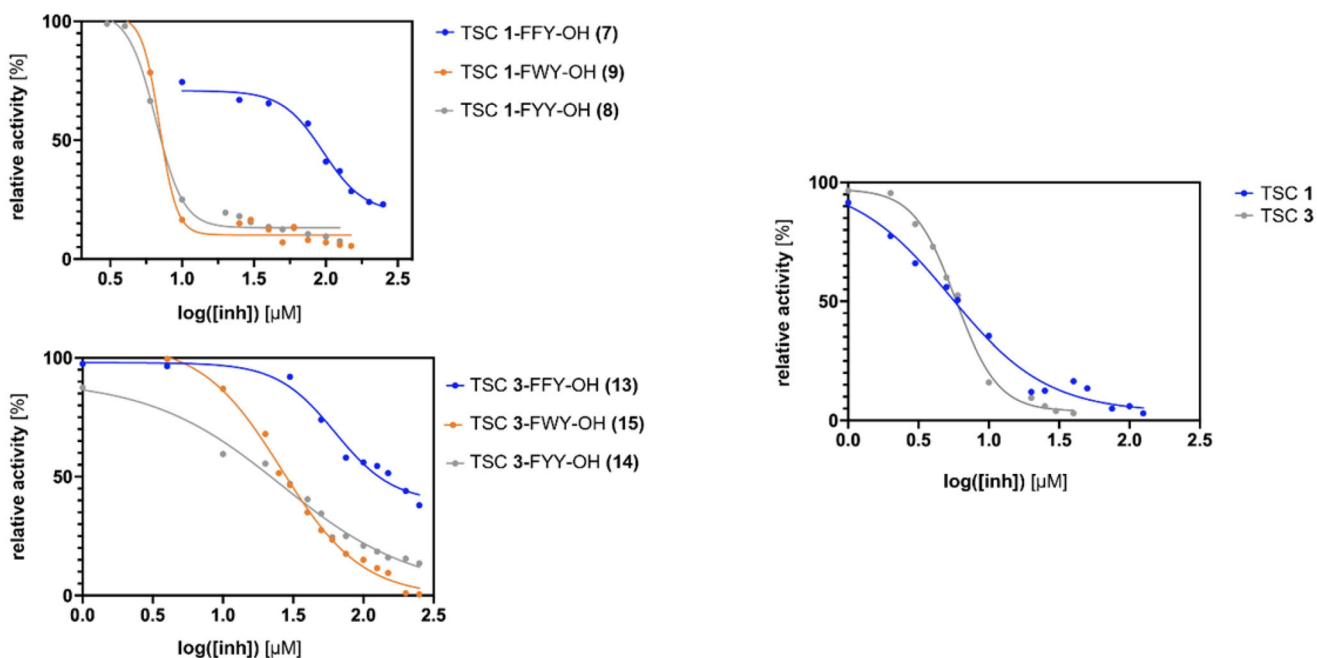 100
50
0
relative activity [%]
0.5 1.0 1.5 2.0 2.5
log([inh]) [µM]
TSC 1-FFY-OH (7)
TSC 1-FWY-OH (9)
TSC 1-FYY-OH (8)
100
50
0
relative activity [%]
0.0 0.5 1.0 1.5 2.0 2.5
log([inh]) [µM]
TSC 3-FFY-OH (13)
TSC 3-FWY-OH (15)
TSC 3-FYY-OH (14)
100
50
0
relative activity [%]
0.0 0.5 1.0 1.5 2.0 2.5
log([inh]) [µM]
TSC 1
TSC 3